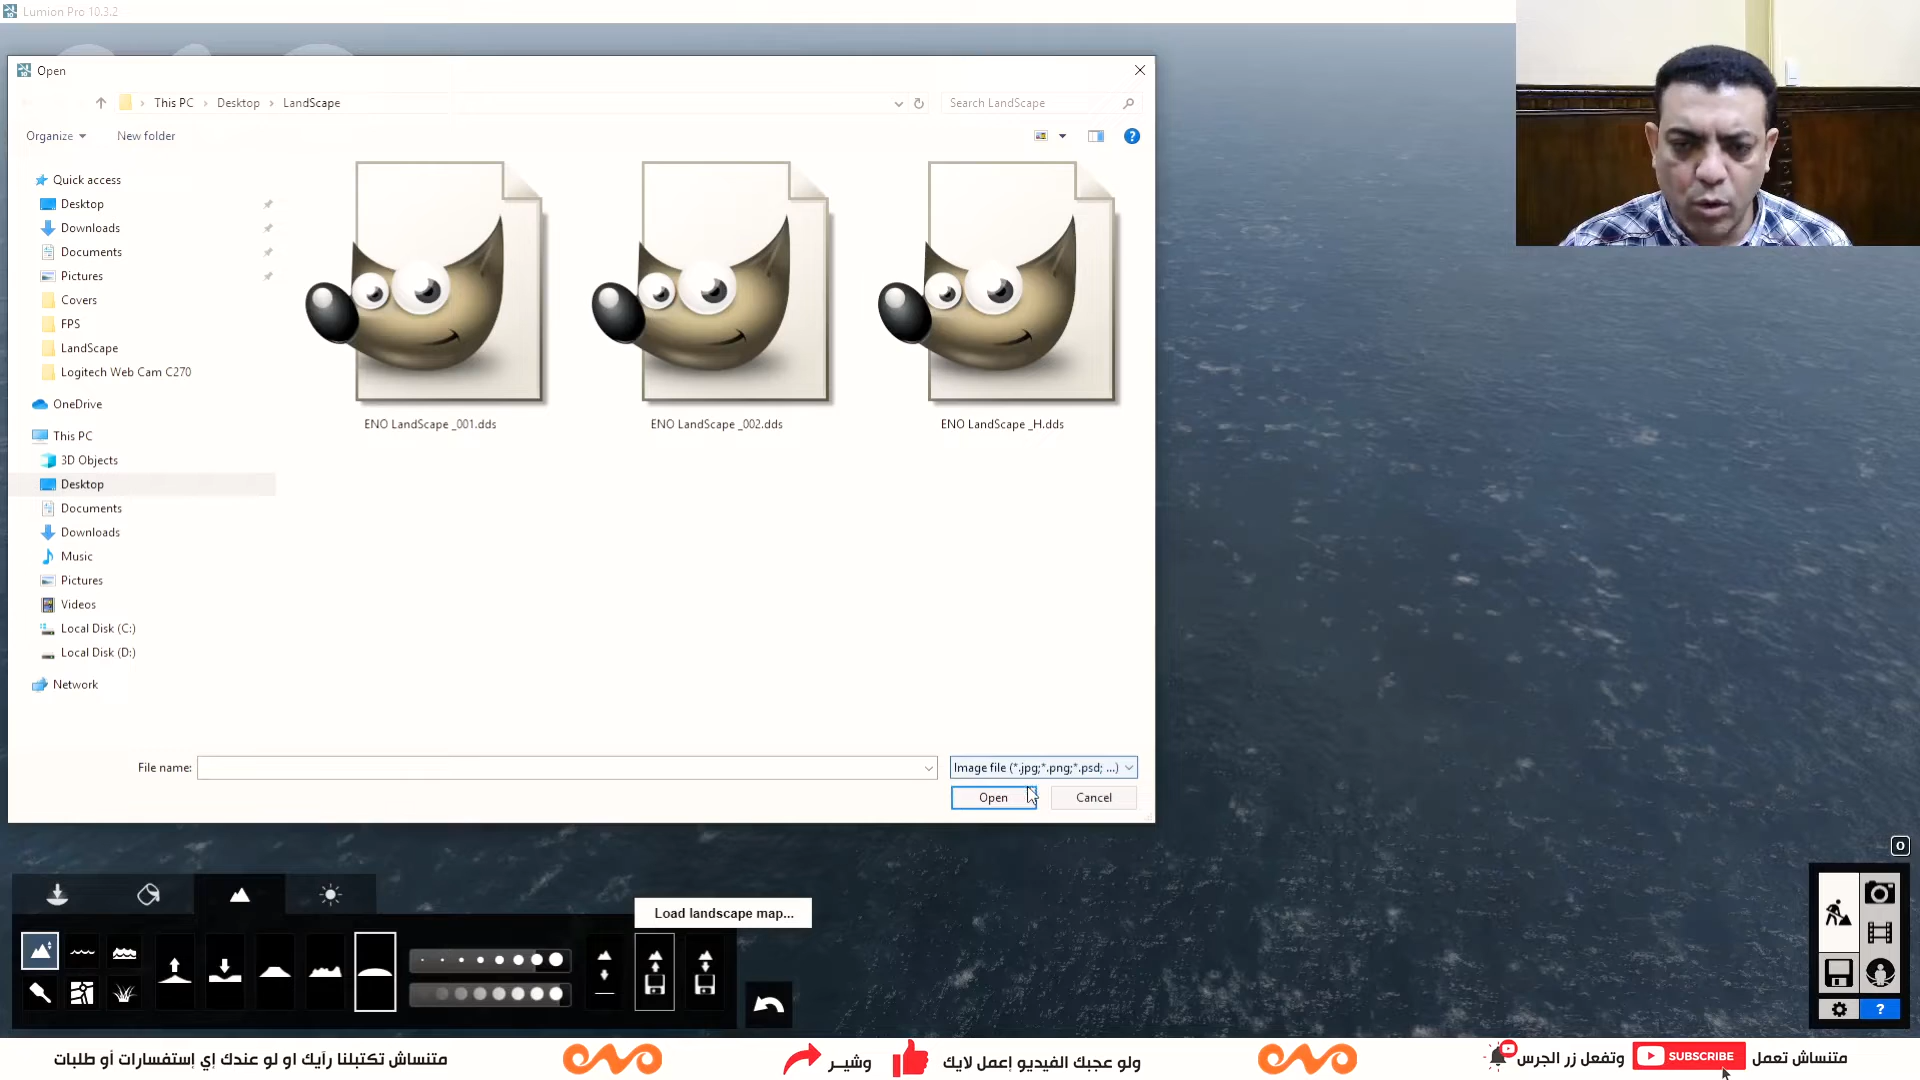 Lumion Pro 10.3.2
Open
This PC
Desktop
LandScape
Search LandScape
Organize
New folder
Quick access
Desktop
Downloads
Documents
Pictures
Covers
FPS
LandScape
Logitech Web Cam C270
OneDrive
This PC
3D Objects
Desktop
Documents
Downloads
Music
Pictures
Videos
Local Disk (C:)
Local Disk (D:)
Network
ENO LandScape _001.dds
ENO LandScape _002.dds
ENO LandScape _H.dds
File name:
Image file (*.jpg;*.png;*.psd; ...)
Open
Cancel
Load landscape map...
O
?
متنساش تعمل
SUBSCRIBE
وتفعل زر الجرس
ولو عجبك الفيديو إعمل لايك
وشير
متنساش تكتبلنا رأيك او لو عندك إي إستفسارات أو طلبات